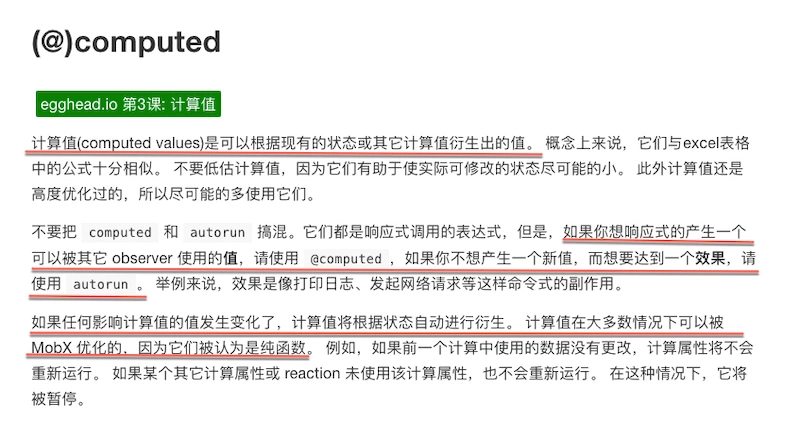 (@)computed
egghead.io 第3课: 计算值
计算值(computed values)是可以根据现有的状态或其它计算值衍生出的值。 概念上来说，它们与excel表格
中的公式十分相似。 不要低估计算值，因为它们有助于使实际可修改的状态尽可能的小。 此外计算值还是
高度优化过的，所以尽可能的多使用它们。
不要把 computed 和 autorun 搞混。它们都是响应式调用的表达式，但是，如果你想响应式的产生一个
可以被其它 observer 使用的值，请使用 @computed，如果你不想产生一个新值，而想要达到一个效果，请
使用 autorun。 举例来说，效果是像打印日志、发起网络请求等这样命令式的副作用。
如果任何影响计算值的值发生变化了，计算值将根据状态自动进行衍生。 计算值在大多数情况下可以被
MobX 优化的，因为它们被认为是纯函数。 例如，如果前一个计算中使用的数据没有更改，计算属性将不会
重新运行。 如果某个其它计算属性或 reaction 未使用该计算属性，也不会重新运行。 在这种情况下，它将
被暂停。